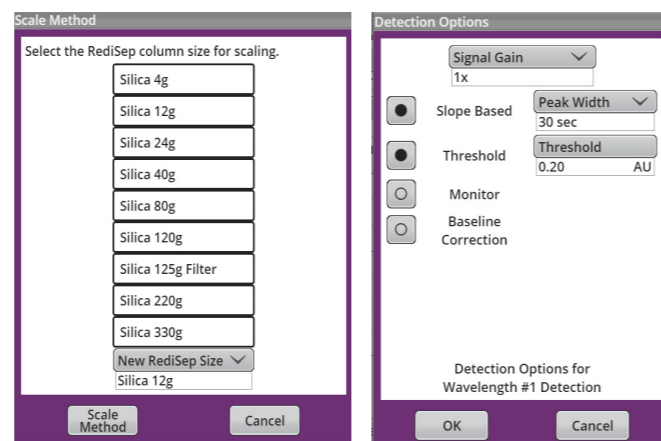 Scale Method
Select the RediSep column size for scaling.
Silica 4g
Silica 12g
Silica 24g
Silica 40g
Silica 80g
Silica 120g
Silica 125g Filter
Silica 220g
Silica 330g
New RediSep Size
Silica 12g
Scale
Method
Cancel
Detection Options
Signal Gain
1x
Slope Based
Peak Width
30 sec
Threshold
Threshold
0.20 AU
Monitor
Baseline
Correction
Detection Options for
Wavelength #1 Detection
OK
Cancel